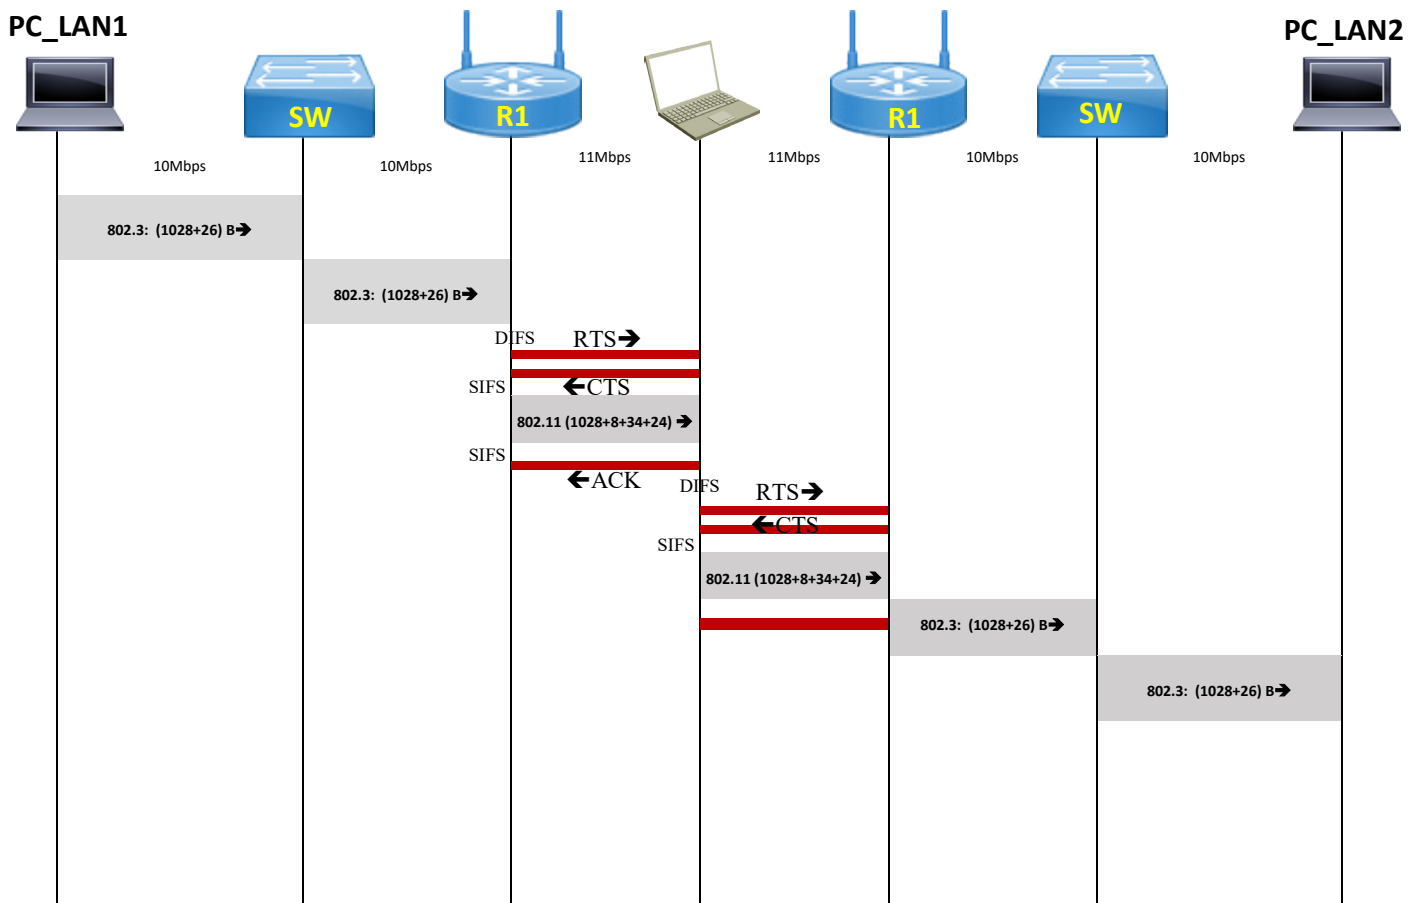 PC_LAN1
PC_LAN2
SW
R1
R1
SW
10Mbps
10Mbps
11Mbps
11Mbps
10Mbps
10Mbps
802.3: (1028+26) B➔
802.3: (1028+26) B➔
DIFS
RTS➔
SIFS
🡰CTS
802.11 (1028+8+34+24) ➔
SIFS
🡰ACK
DIFS
RTS➔
🡰CTS
SIFS
802.11 (1028+8+34+24) ➔
802.3: (1028+26) B➔
802.3: (1028+26) B➔